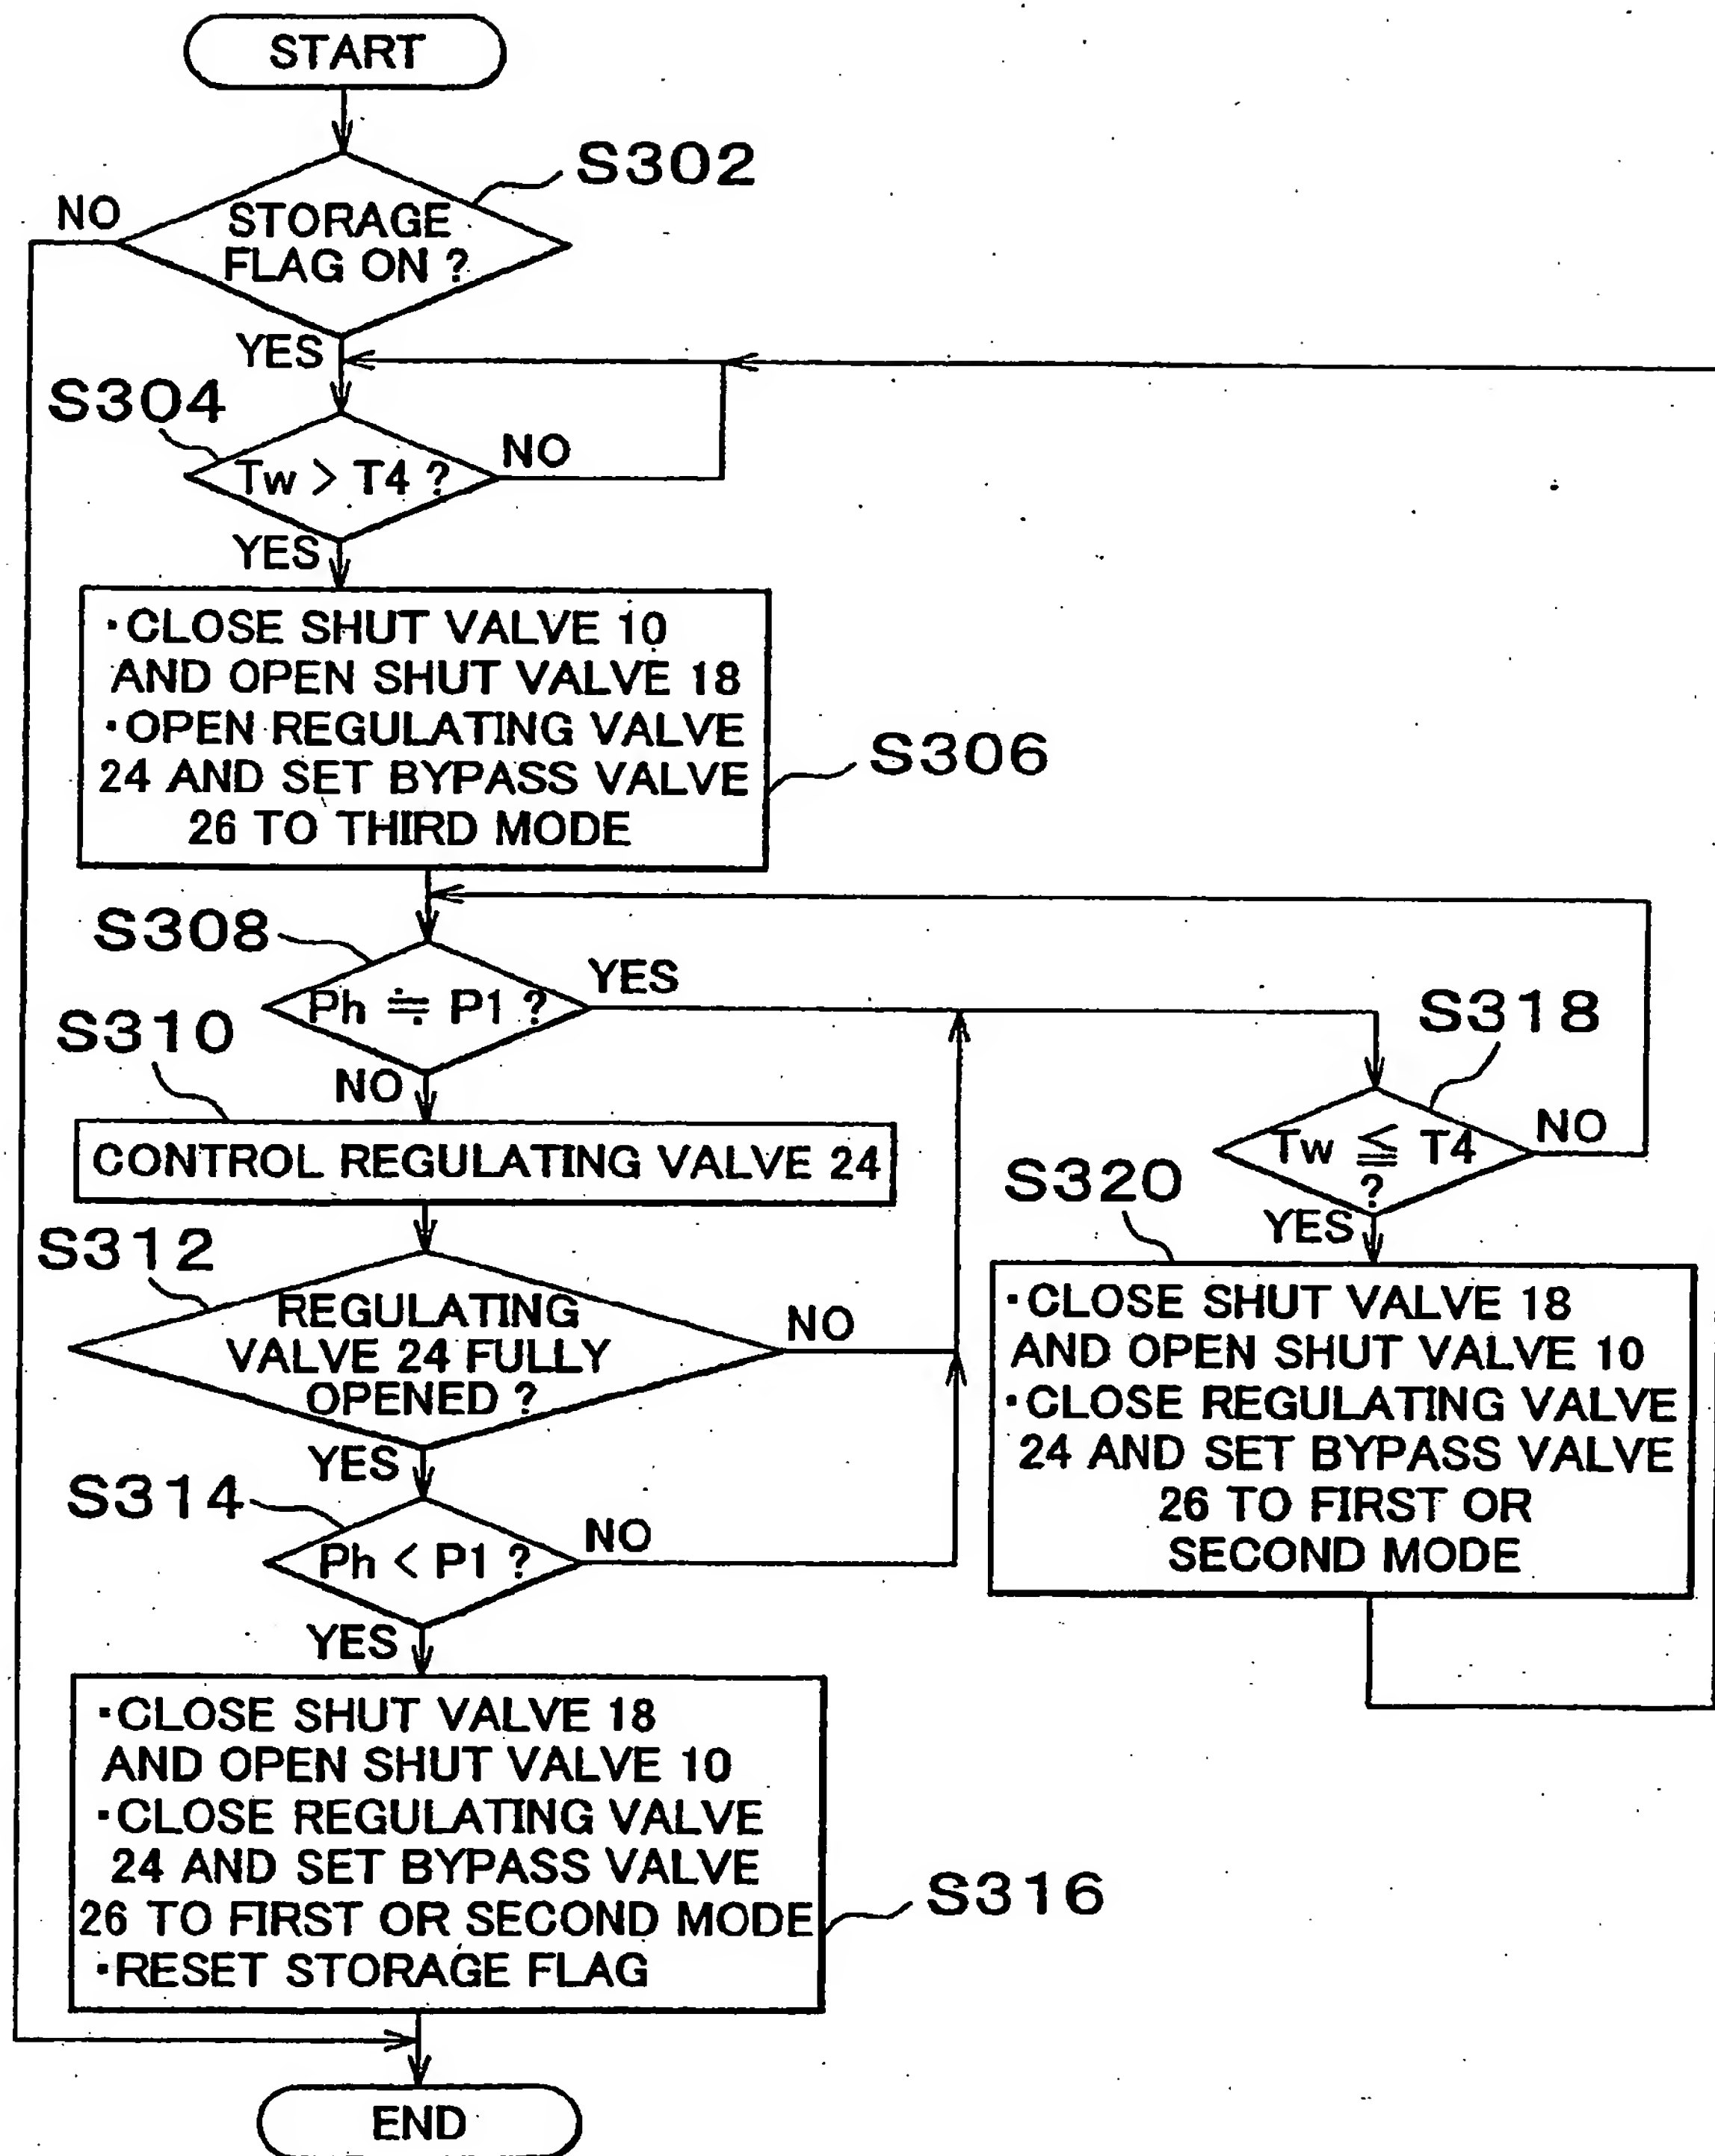 START
S302
NO
STORAGE
FLAG ON ?
YES
S304
NO
Tw > T4 ?
YES
・CLOSE SHUT VALVE 10
AND OPEN SHUT VALVE 18
・OPEN REGULATING VALVE
24 AND SET BYPASS VALVE
26 TO THIRD MODE
S306
S308
YES
Ph ≒ P1 ?
S310
NO
CONTROL REGULATING VALVE 24
S312
REGULATING
VALVE 24 FULLY
OPENED ?
NO
YES
S314
NO
Ph < P1 ?
YES
・CLOSE SHUT VALVE 18
AND OPEN SHUT VALVE 10
・CLOSE REGULATING VALVE
24 AND SET BYPASS VALVE
26 TO FIRST OR SECOND MODE
・RESET STORAGE FLAG
S316
S318
Tw ≦ T4
?
NO
S320
YES
・CLOSE SHUT VALVE 18
AND OPEN SHUT VALVE 10
・CLOSE REGULATING VALVE
24 AND SET BYPASS VALVE
26 TO FIRST OR
SECOND MODE
END